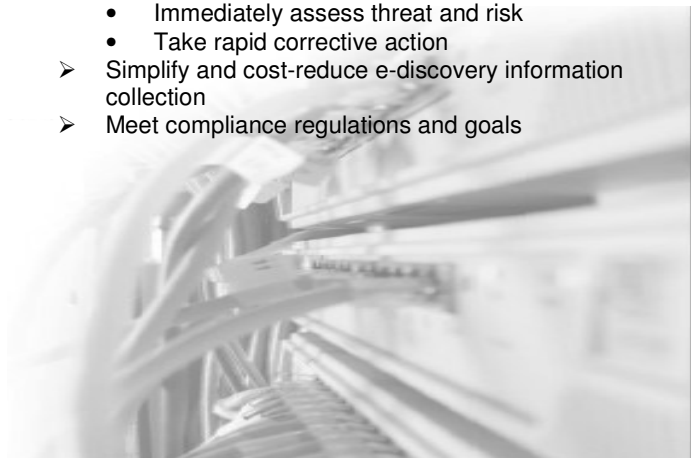 • Immediately assess threat and risk
• Take rapid corrective action
➢ Simplify and cost-reduce e-discovery information
collection
➢ Meet compliance regulations and goals